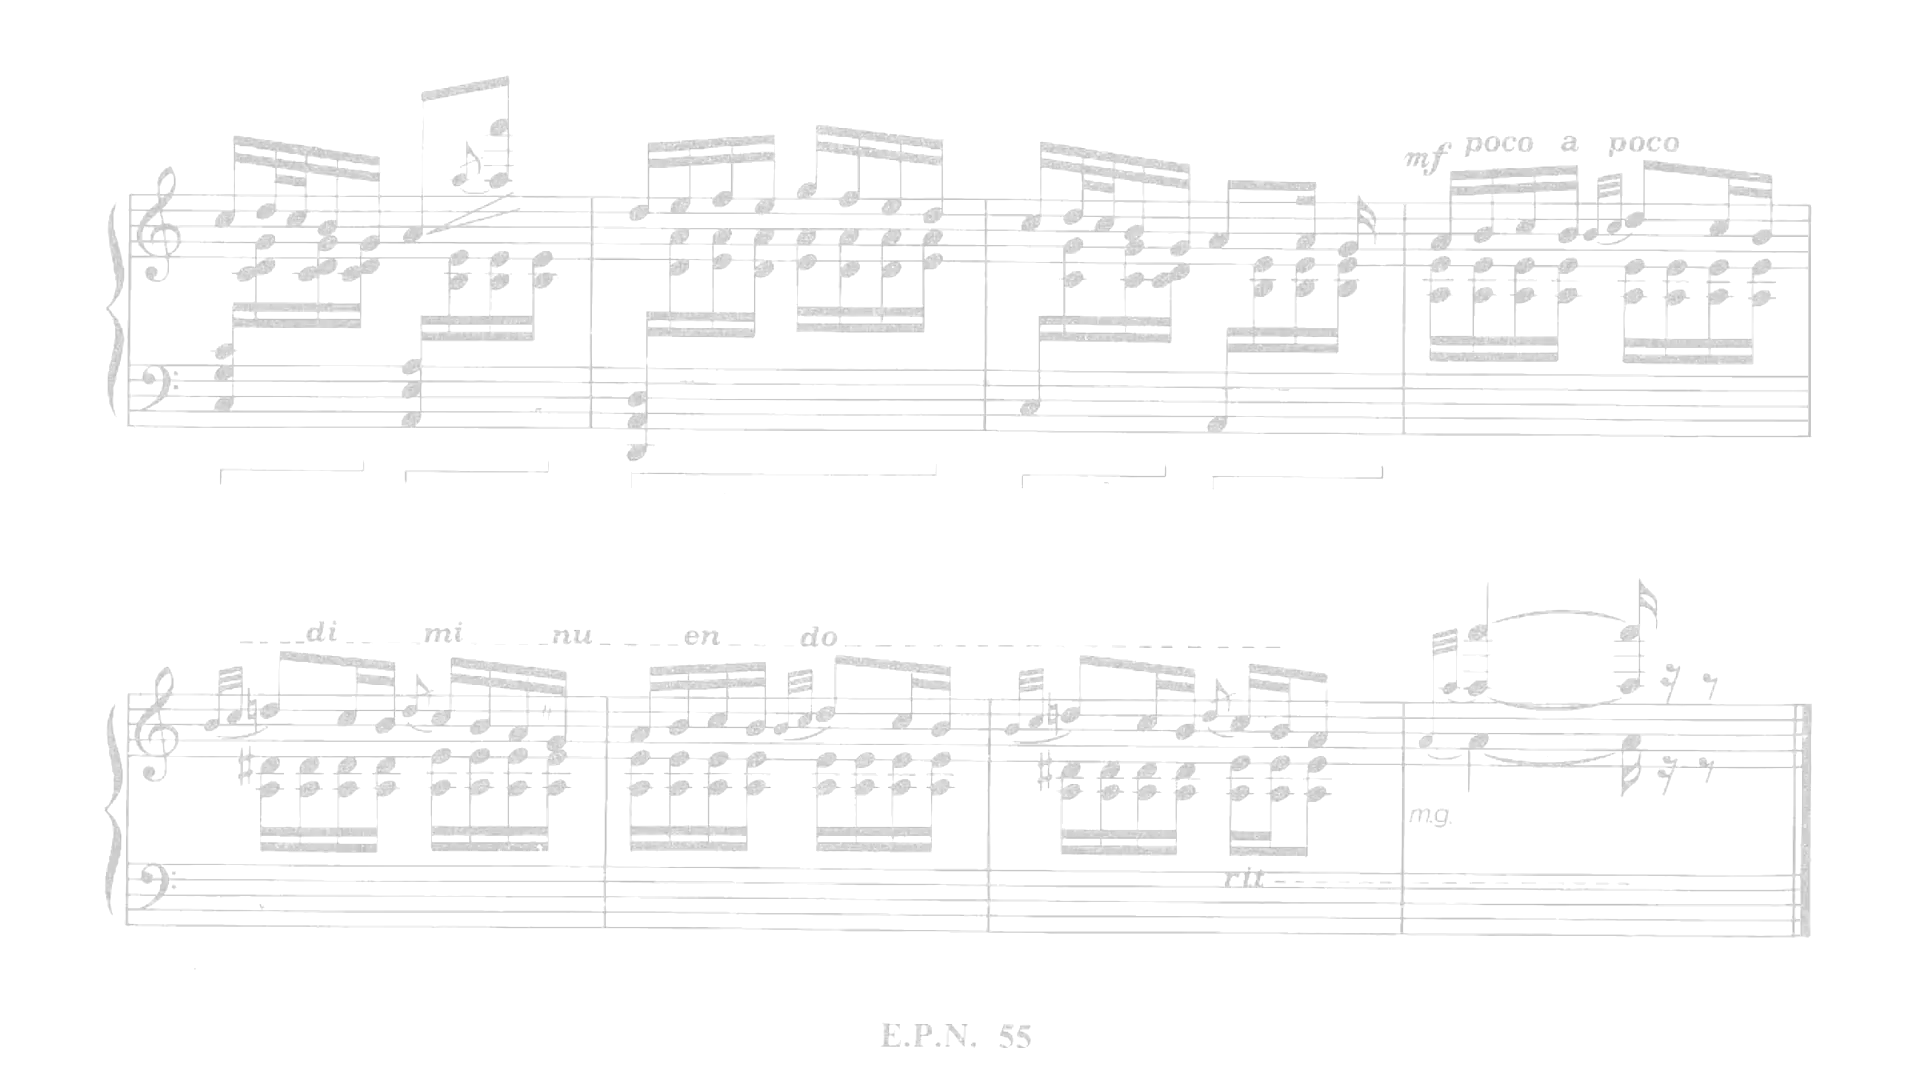 mf poco a poco
di mi nu en do
m.g.
rit
E.P.N. 55